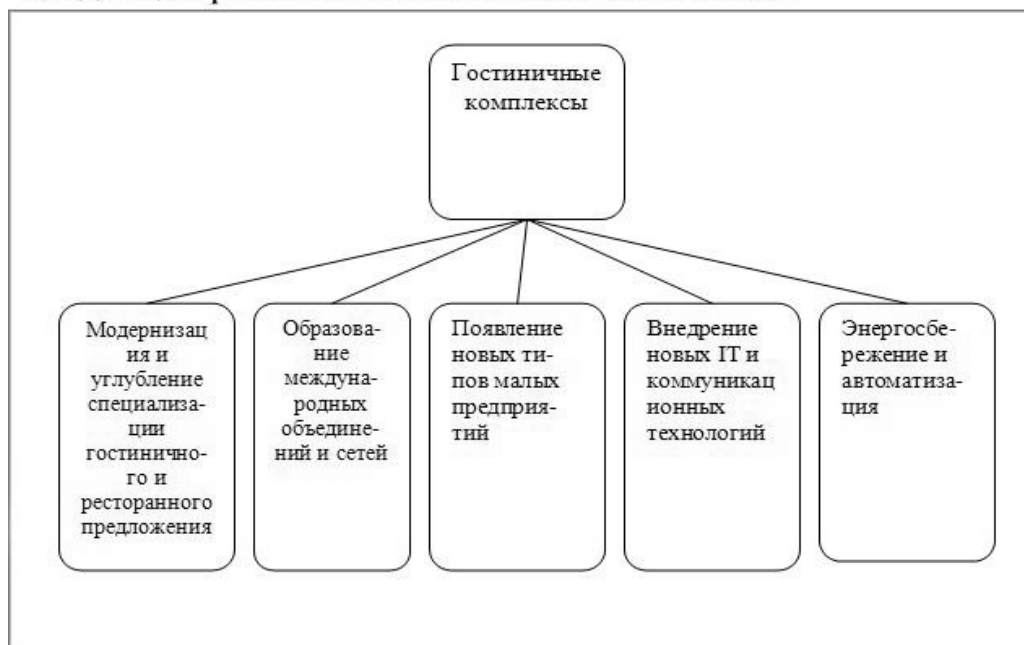 Гостиничные
комплексы
Модернизац
ия и
углубление
специализа-
ции
гостинично-
го и
ресторанного
предложения
Образова-
ние
междуна-
родных
объедине-
ний и сетей
Появление
новых ти-
пов малых
предприя-
тий
Внедрение
новых IT и
коммуникац
ионных
технологий
Энергосбе-
режение и
автоматиза-
ция